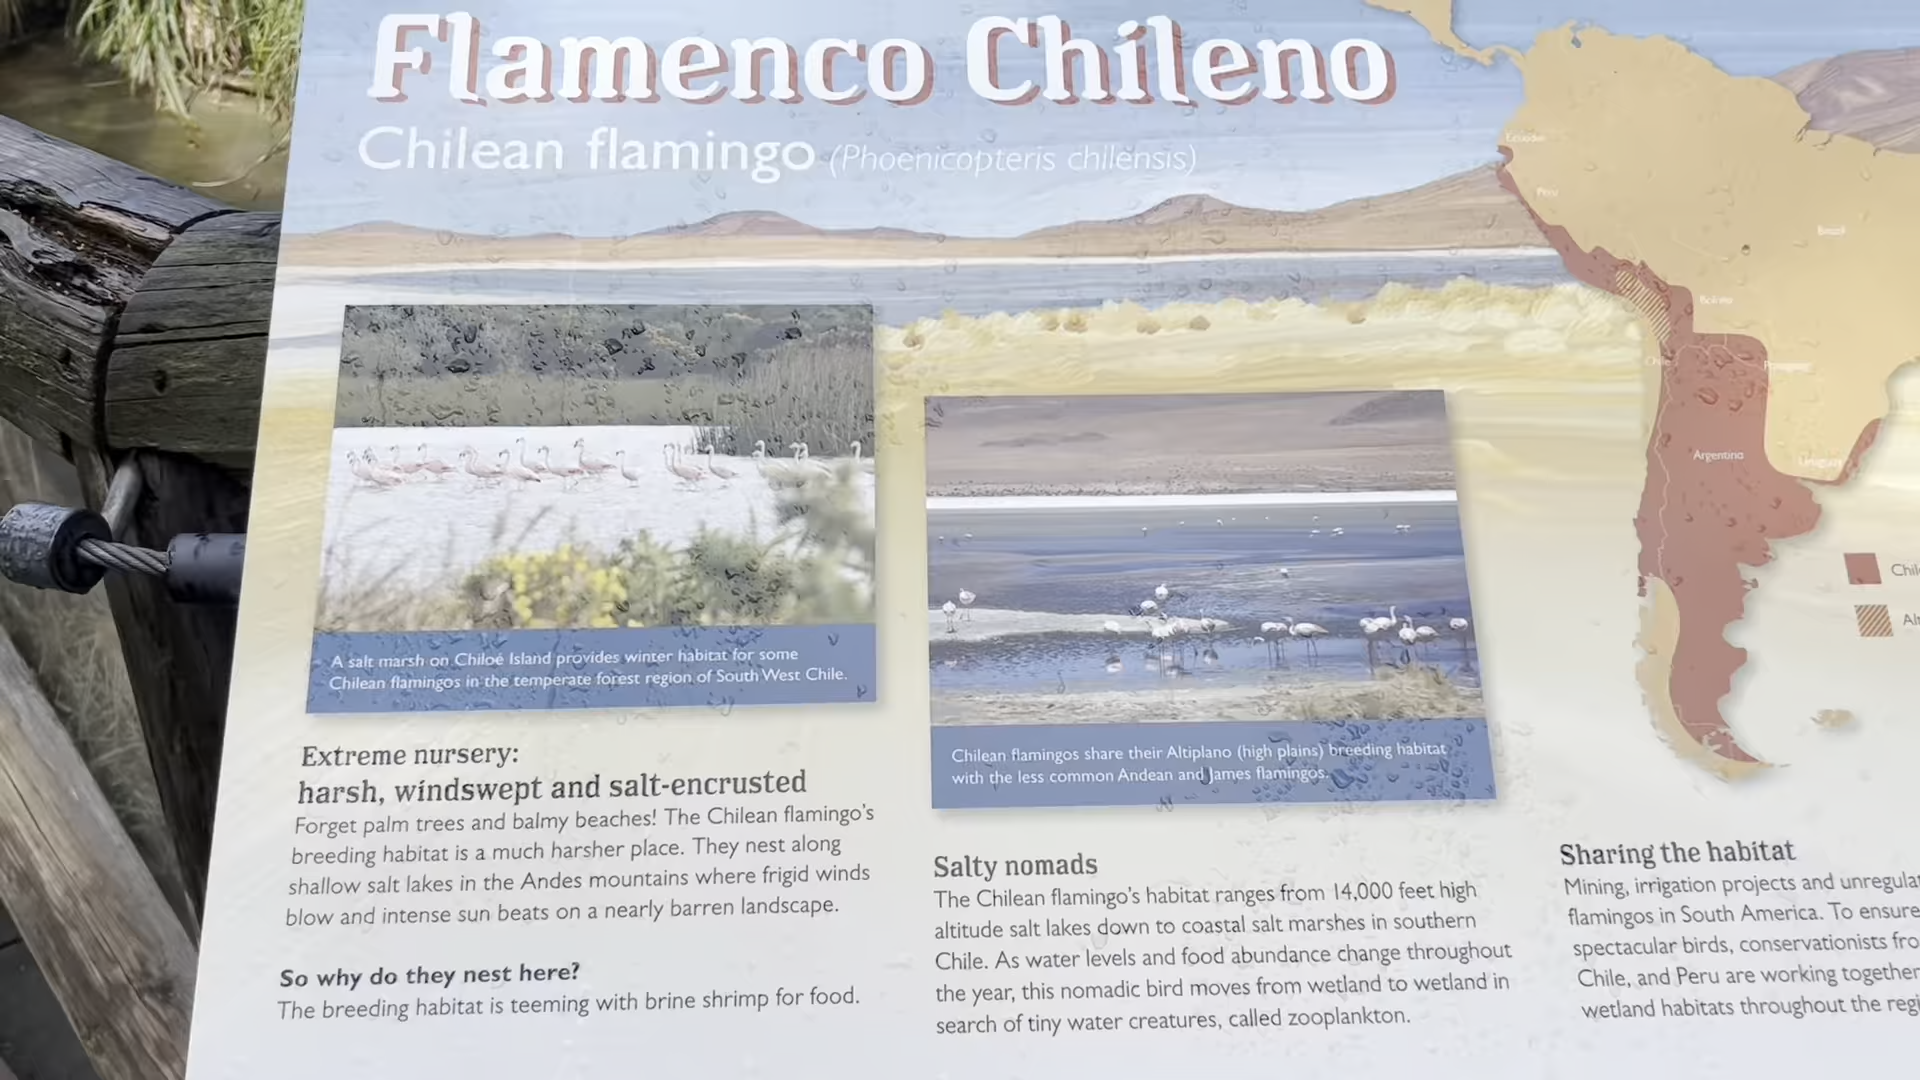 Flamenco Chileno
Chilean flamingo (Phoenicopteris chilensis)
Ecuador
Peru
Brazil
Bolivia
Chile
Paraguay
Argentina
Uruguay
A salt marsh on Chiloé Island provides winter habitat for some
Chilean flamingos in the temperate forest region of South West Chile.
Extreme nursery:
harsh, windswept and salt-encrusted
Forget palm trees and balmy beaches! The Chilean flamingo's
breeding habitat is a much harsher place. They nest along
shallow salt lakes in the Andes mountains where frigid winds
blow and intense sun beats on a nearly barren landscape.
So why do they nest here?
The breeding habitat is teeming with brine shrimp for food.
Chilean flamingos share their Altiplano (high plains) breeding habitat
with the less common Andean and James flamingos.
Salty nomads
The Chilean flamingo's habitat ranges from 14,000 feet high
altitude salt lakes down to coastal salt marshes in southern
Chile. As water levels and food abundance change throughout
the year, this nomadic bird moves from wetland to wetland in
search of tiny water creatures, called zooplankton.
Sharing the habitat
Mining, irrigation projects and
flamingos in South America. To ensure
spectacular birds, conservationists
Chile, and Peru are working together
wetland habitats throughout the